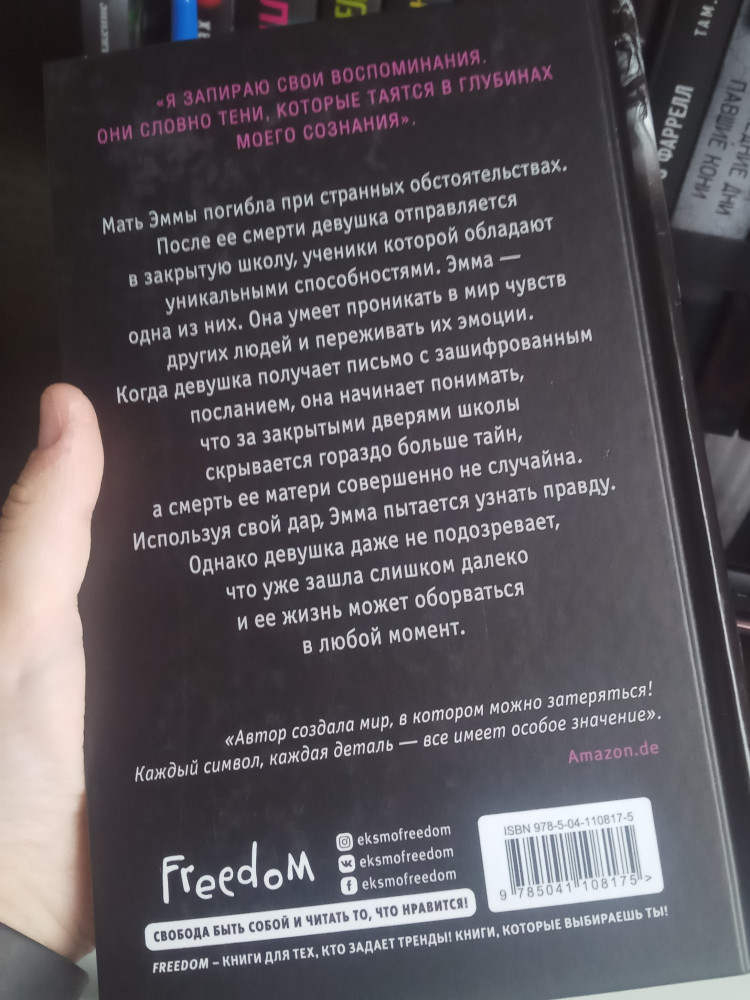 «Я ЗАПИРАЮ СВОИ ВОСПОМИНАНИЯ.
ОНИ СЛОВНО ТЕНИ, КОТОРЫЕ ТАЯТСЯ В ГЛУБИНАХ
МОЕГО СОЗНАНИЯ».
Мать Эммы погибла при странных обстоятельствах.
После ее смерти девушка отправляется
в закрытую школу, ученики которой обладают
уникальными способностями. Эмма —
одна из них. Она умеет проникать в мир чувств
других людей и переживать их эмоции.
Когда девушка получает письмо с зашифрованным
посланием, она начинает понимать,
что за закрытыми дверями школы
скрывается гораздо больше тайн,
а смерть ее матери совершенно не случайна.
Используя свой дар, Эмма пытается узнать правду.
Однако девушка даже не подозревает,
что уже зашла слишком далеко
и ее жизнь может оборваться
в любой момент.
«Автор создала мир, в котором можно затеряться!
Каждый символ, каждая деталь — все имеет особое значение».
Amazon.de
Freedom
eksmofreedom
eksmofreedom
eksmofreedom
СВОБОДА БЫТЬ СОБОЙ И ЧИТАТЬ ТО, ЧТО НРАВИТСЯ!
FREEDOM – КНИГИ ДЛЯ ТЕХ, КТО ЗАДАЕТ ТРЕНДЫ! КНИГИ, КОТОРЫЕ ВЫБИРАЕШЬ ТЫ!
ISBN 978-5-04-110817-5
9 785041 108175 >
ФАРРЕЛЛ
ТАМ,
ДНИ
ПАВШИЕ КОНИ